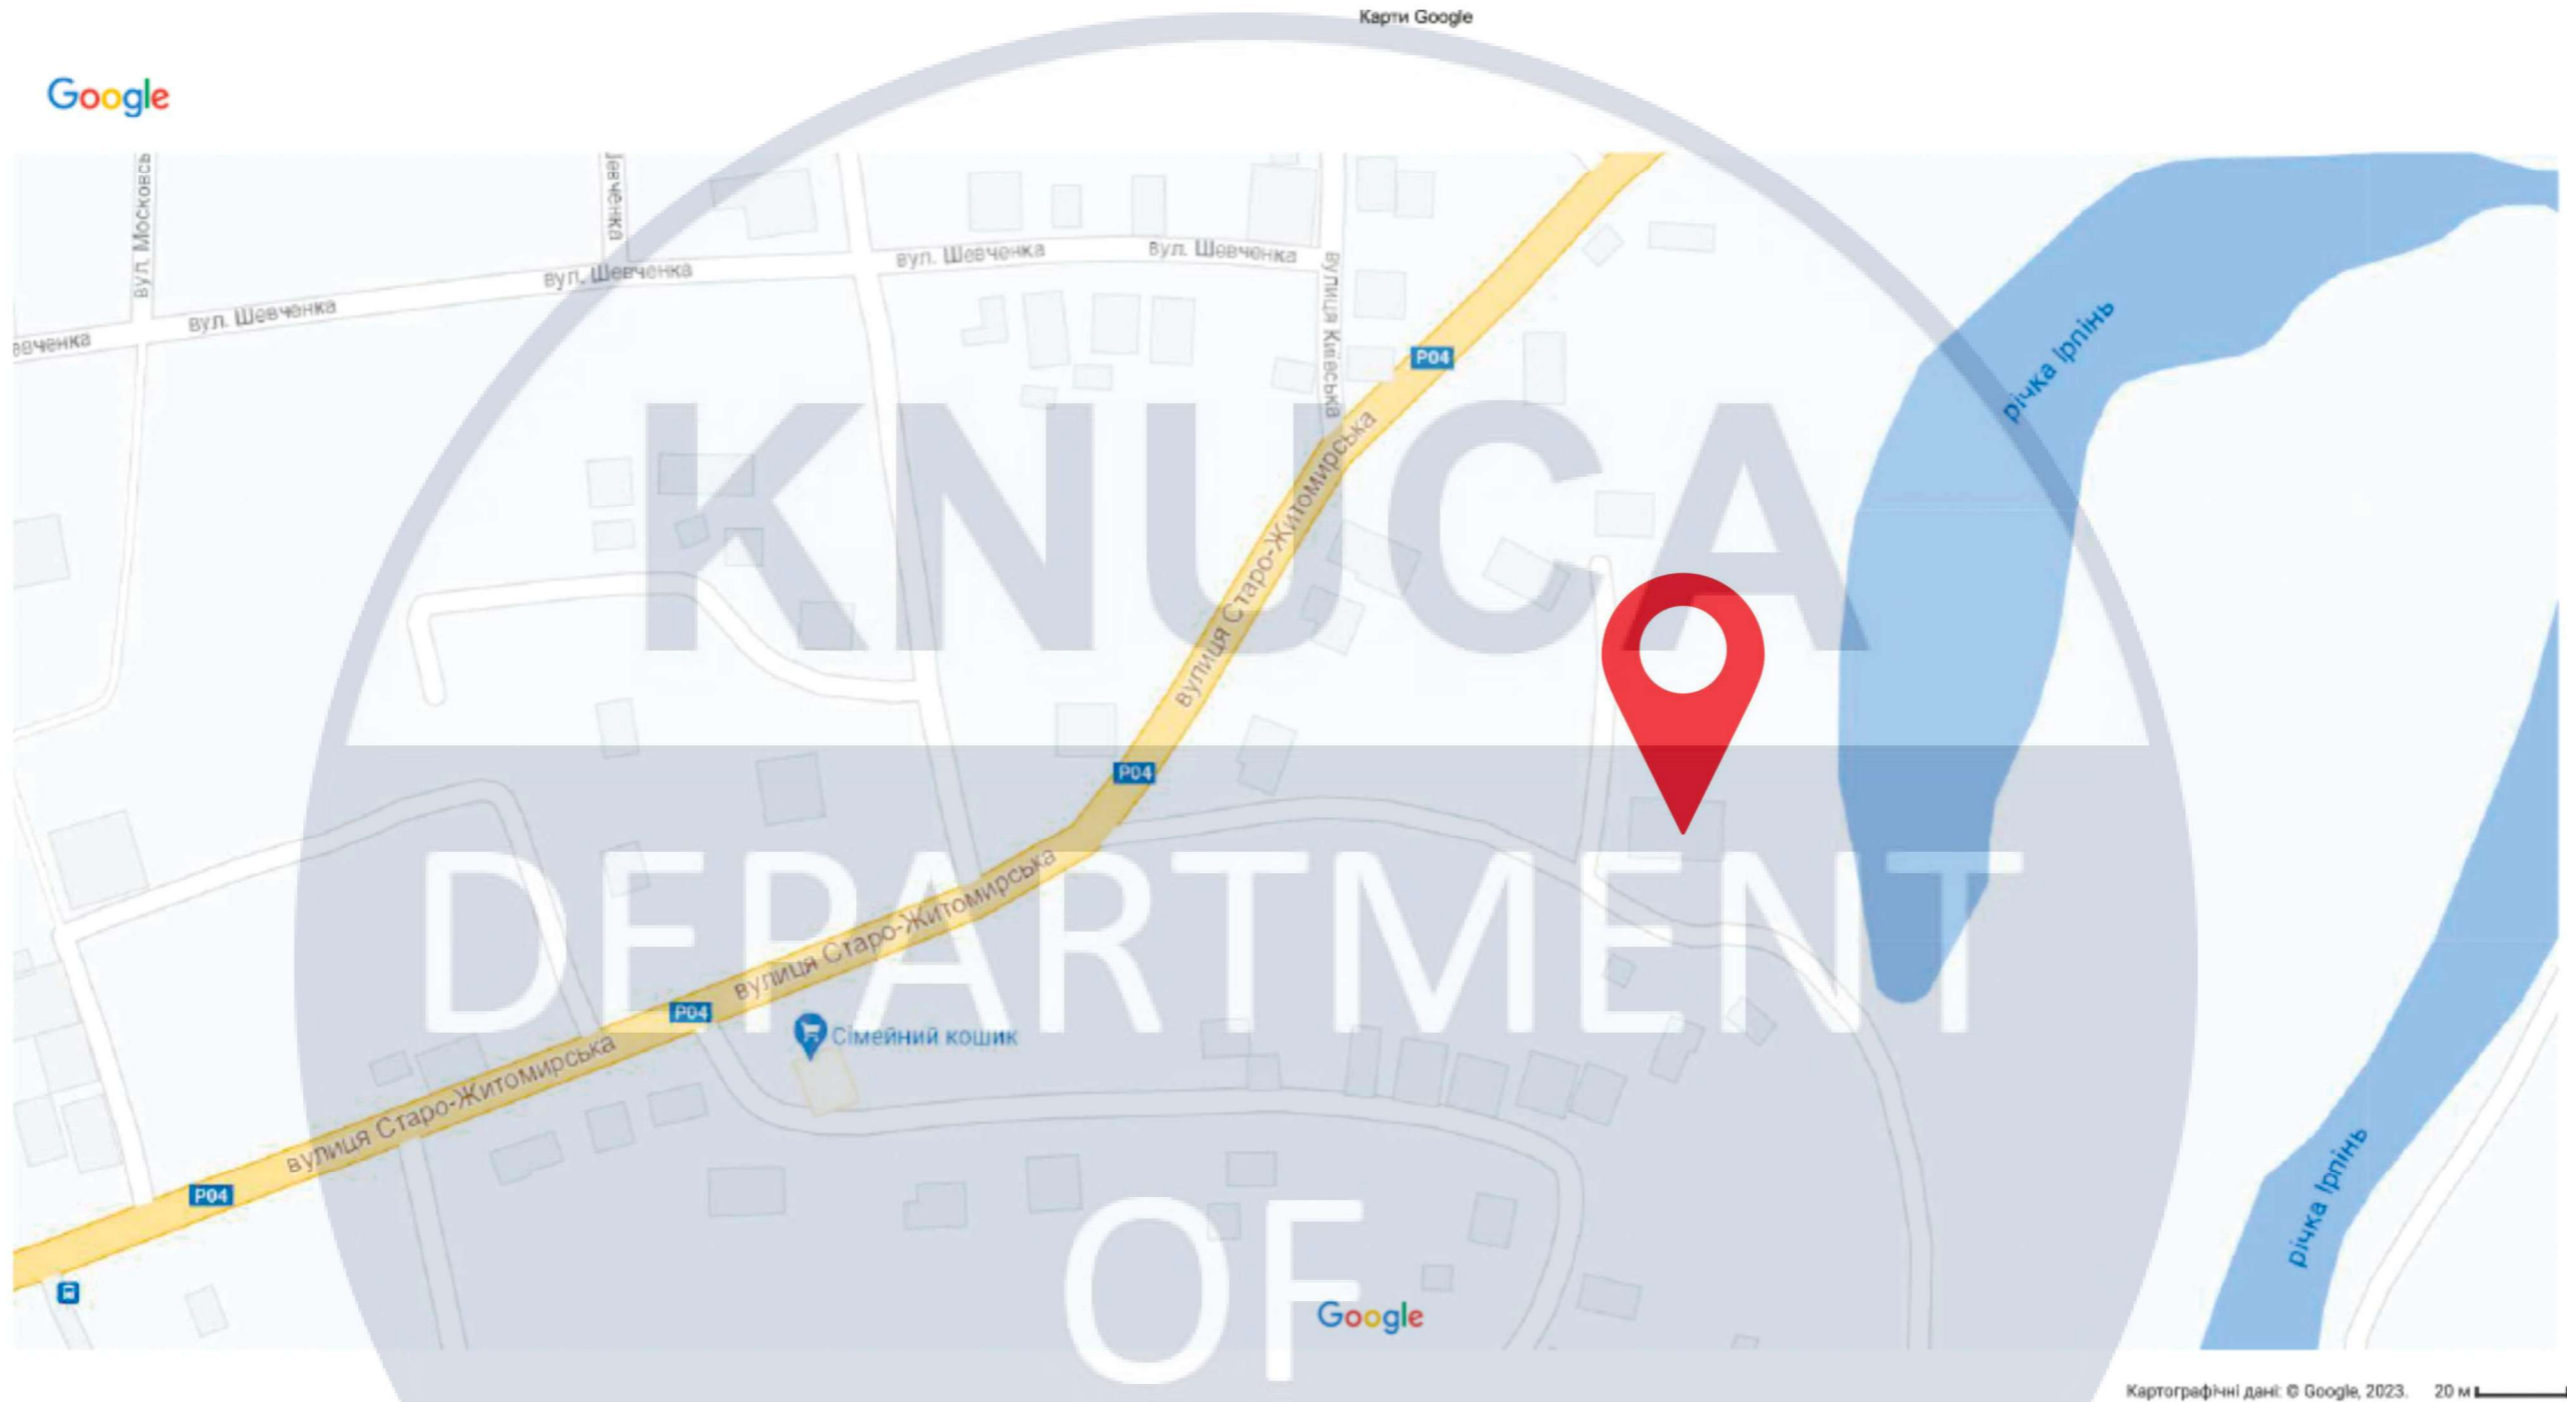 Карти Google
Google
вул. Московсь
Шевченка
вул. Шевченка
вул. Шевченка
вул. Шевченка
вул. Шевченка
евченка
вулиця Київська
P04
річка Ірпінь
KNUCA
вулиця Старо-Житомирська
P04
DEPARTMENT
вулиця Старо-Житомирська
P04
Сімейний кошик
вулиця Старо-Житомирська
P04
річка Ірпінь
OF
Google
Картографічні дані: © Google, 2023. 20 м